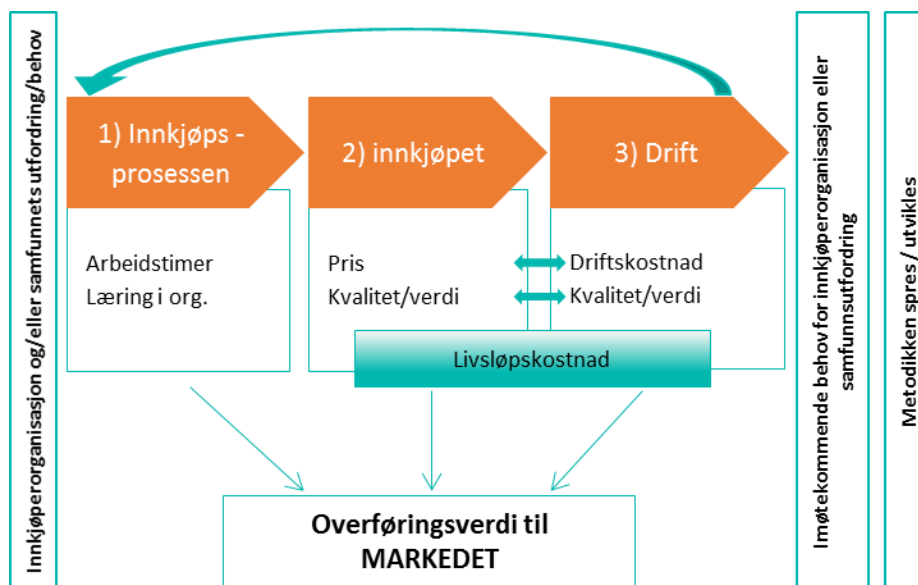 Innkjøperorganisasjon og/eller samfunnets utfordring/behov
1) Innkjøps -
prosessen
Arbeidstimer
Læring i org.
2) innkjøpet
Pris
Kvalitet/verdi
3) Drift
Driftskostnad
Kvalitet/verdi
Livsløpskostnad
Overføringsverdi til
MARKEDET
Imøtekommende behov for innkjøperorganisasjon eller
samfunnsutfordring
Metodikken spres / utvikles